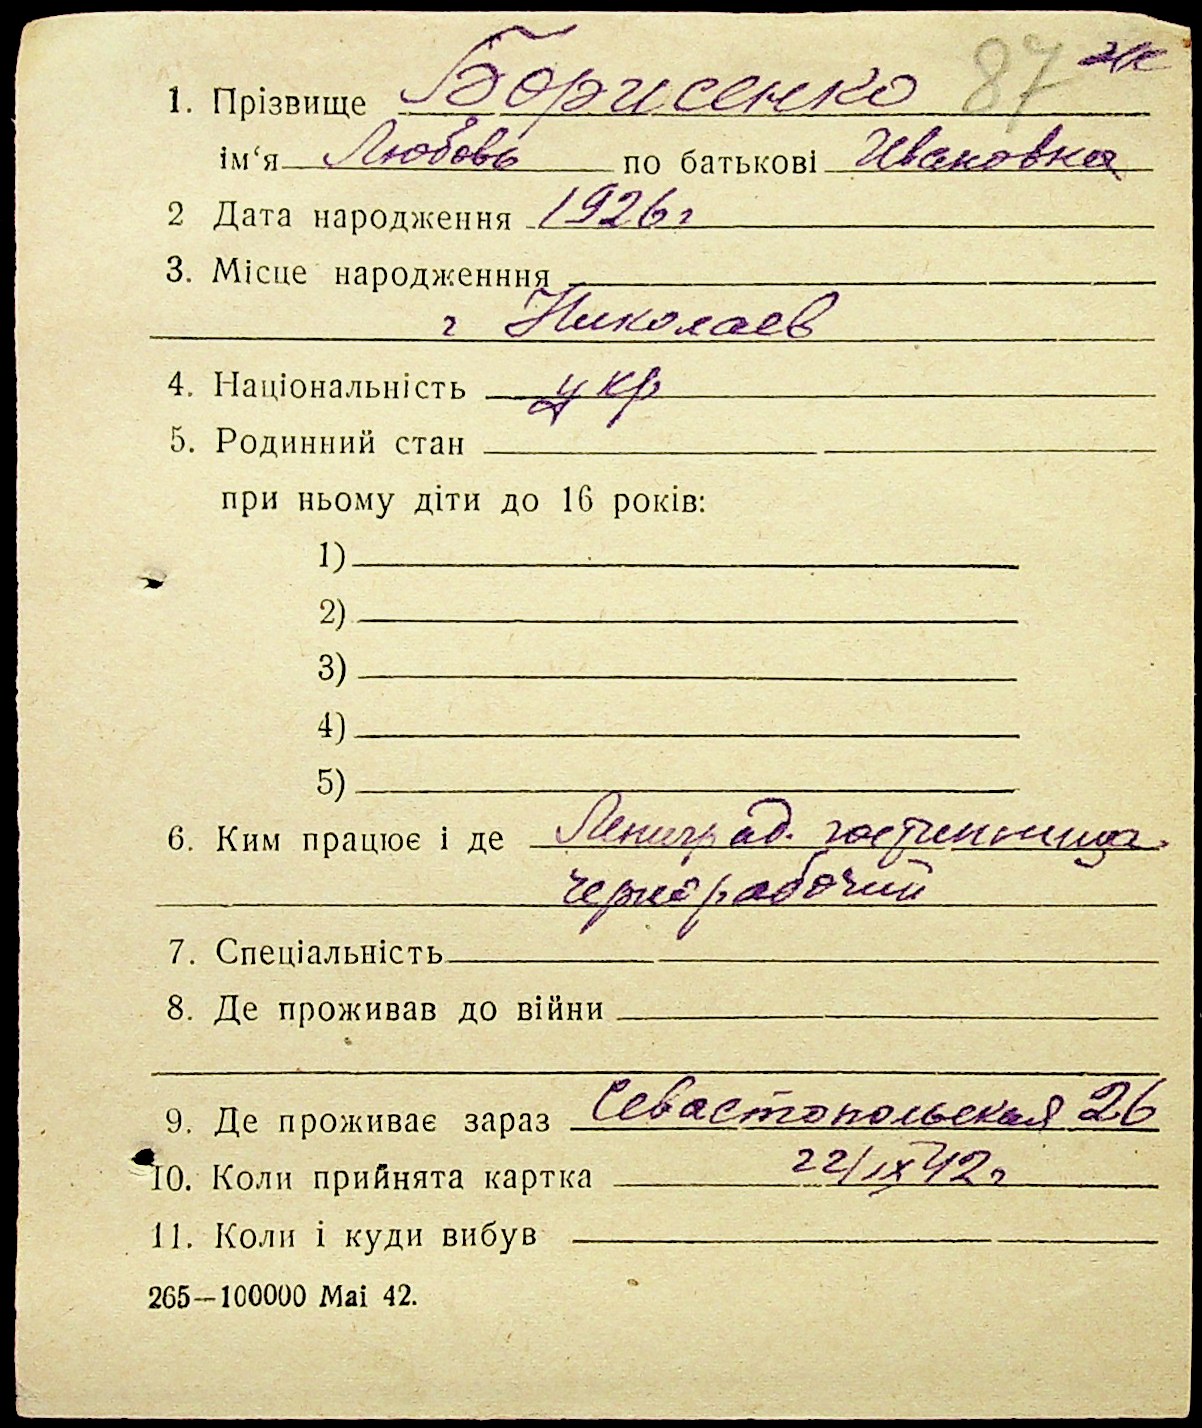 87 ж
1. Прізвище Борисенко
ім‘я Любовь по батькові Ивановна
2 Дата народження 1926 г
3. Місце народженння
г Николаев
4. Національність укр
5. Родинний стан
при ньому діти до 16 років:
1)
2)
3)
4)
5)
6. Ким працює і де Ленинград. гостинница
чернорабочий
7. Спеціальність
8. Де проживав до війни
9. Де проживає зараз Севастопольская 26
10. Коли прийнята картка 22/IX 42 г
11. Коли і куди вибув
265—100000 Mai 42.